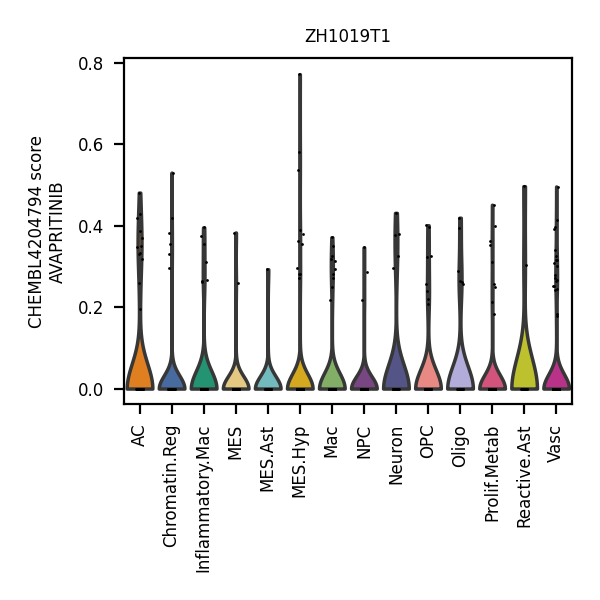 ZH1019T1
CHEMBL4204794 score
AVAPRITINIB
0.8
0.6
0.4
0.2
0.0
AC
Chromatin.Reg
Inflammatory.Mac
MES
MES.Ast
MES.Hyp
Mac
NPC
Neuron
OPC
Oligo
Prolif.Metab
Reactive.Ast
Vasc